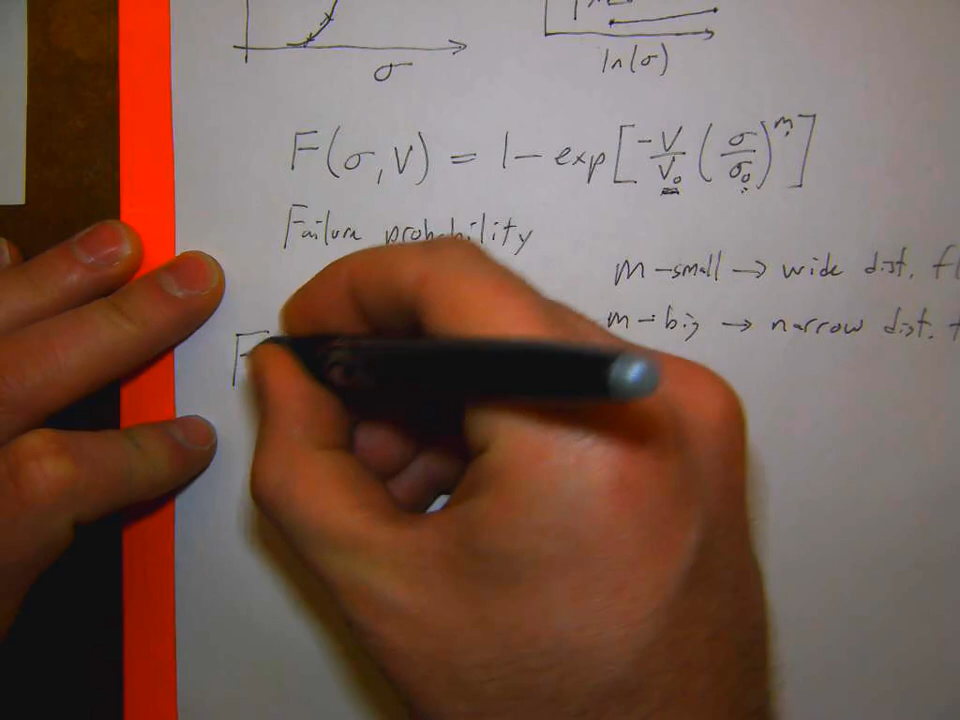 σ
ln(σ)
F(σ,V) = 1 - exp[-V/V₀ (σ/σ₀)^m]
Failure probability
m-small → wide dist.
m-big → narrow dist.
F